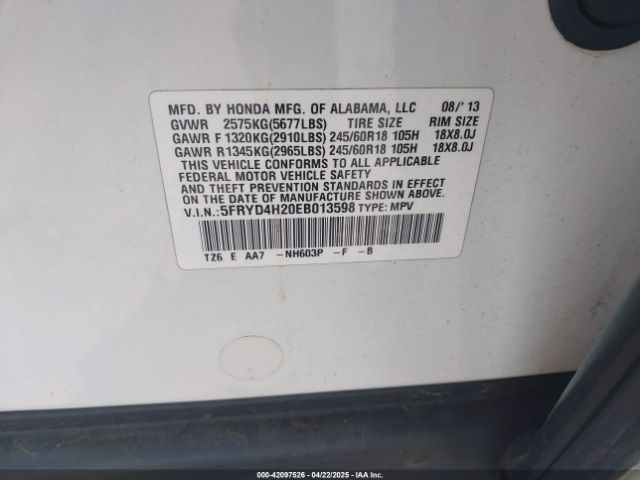 MFD. BY HONDA MFG. OF ALABAMA, LLC 08/'13
GVWR 2575KG(5677LBS) TIRE SIZE RIM SIZE
GAWR F 1320KG(2910LBS) 245/60R18 105H 18X8.0J
GAWR R1345KG(2965LBS) 245/60R18 105H 18X8.0J
THIS VEHICLE CONFORMS TO ALL APPLICABLE
FEDERAL MOTOR VEHICLE SAFETY
AND THEFT PREVENTION STANDARDS IN EFFECT
ON THE DATE OF MANUFACTURE SHOWN ABOVE.
V.I.N.:5FRYD4H20EB013598 TYPE: MPV
TZ6 E AA7 -NH603P -F -B
000-42097526 - 04/22/2025 - IAA, Inc.